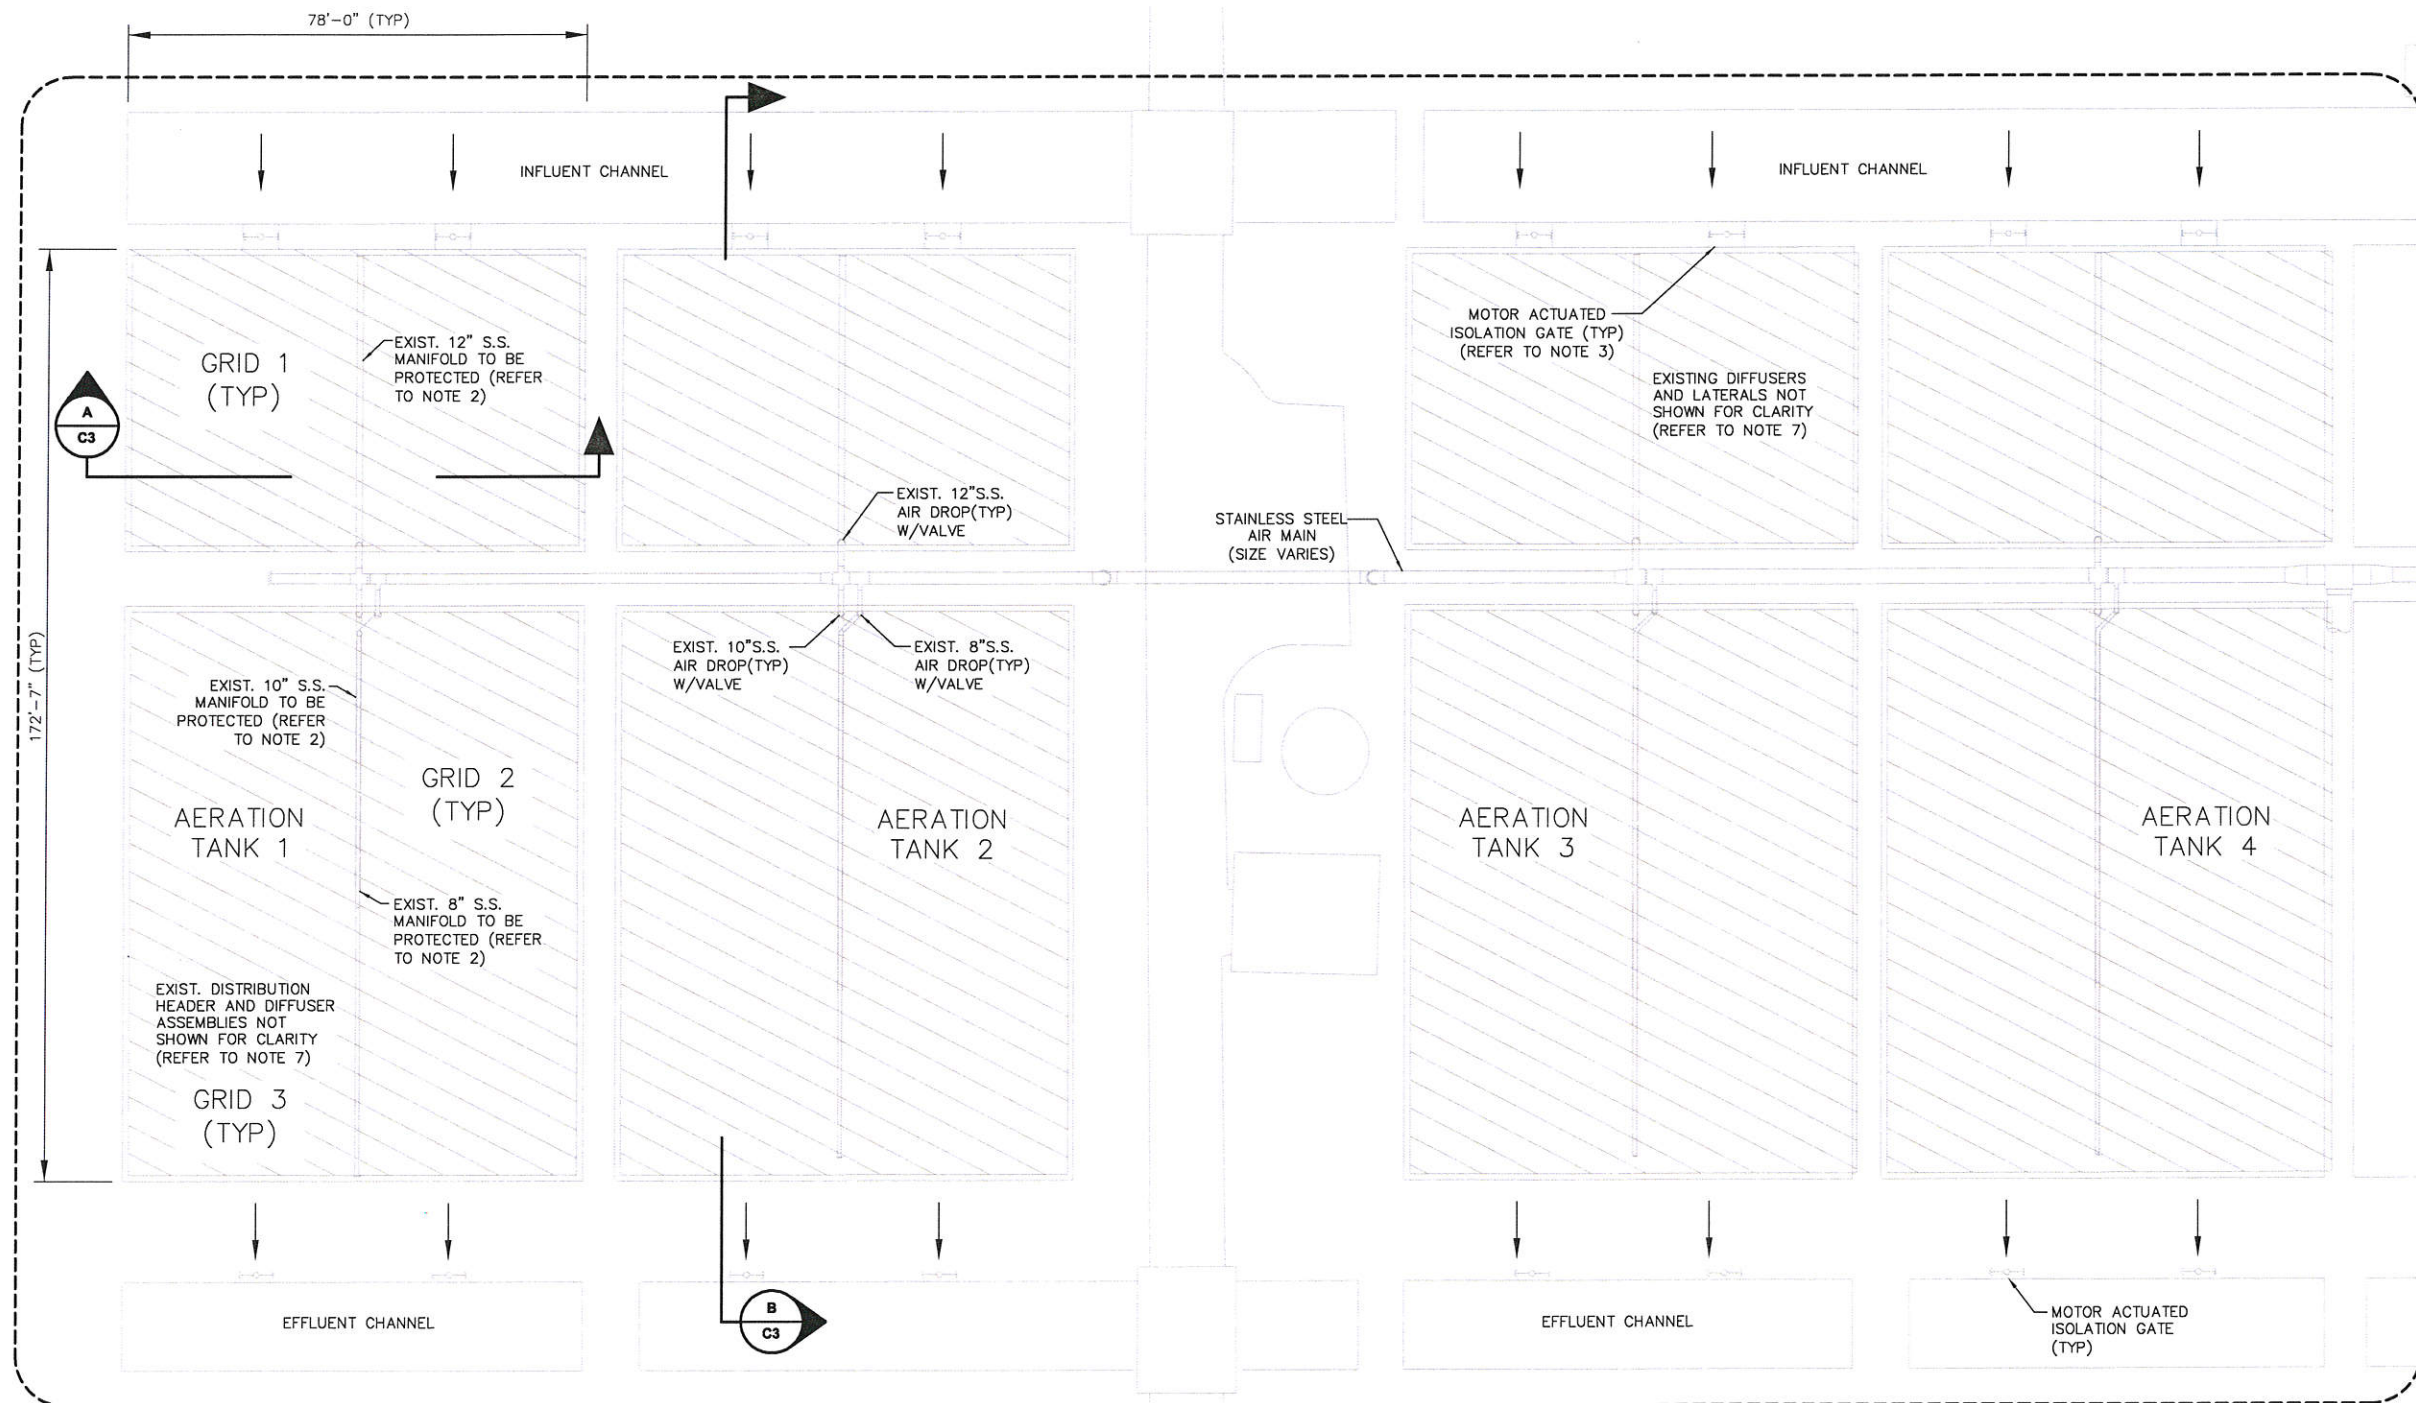 78'-0" (TYP)
INFLUENT CHANNEL
INFLUENT CHANNEL
MOTOR ACTUATED
ISOLATION GATE (TYP)
(REFER TO NOTE 3)
EXIST. 12" S.S.
MANIFOLD TO BE
PROTECTED (REFER
TO NOTE 2)
GRID 1
(TYP)
A
C3
EXISTING DIFFUSERS
AND LATERALS NOT
SHOWN FOR CLARITY
(REFER TO NOTE 7)
EXIST. 12"S.S.
AIR DROP(TYP)
W/VALVE
STAINLESS STEEL
AIR MAIN
(SIZE VARIES)
172'-7" (TYP)
EXIST. 10"S.S.
AIR DROP(TYP)
W/VALVE
EXIST. 8"S.S.
AIR DROP(TYP)
W/VALVE
EXIST. 10" S.S.
MANIFOLD TO BE
PROTECTED (REFER
TO NOTE 2)
GRID 2
(TYP)
AERATION
TANK 1
AERATION
TANK 2
AERATION
TANK 3
AERATION
TANK 4
EXIST. 8" S.S.
MANIFOLD TO BE
PROTECTED (REFER
TO NOTE 2)
EXIST. DISTRIBUTION
HEADER AND DIFFUSER
ASSEMBLIES NOT
SHOWN FOR CLARITY
(REFER TO NOTE 7)
GRID 3
(TYP)
EFFLUENT CHANNEL
B
C3
EFFLUENT CHANNEL
MOTOR ACTUATED
ISOLATION GATE
(TYP)